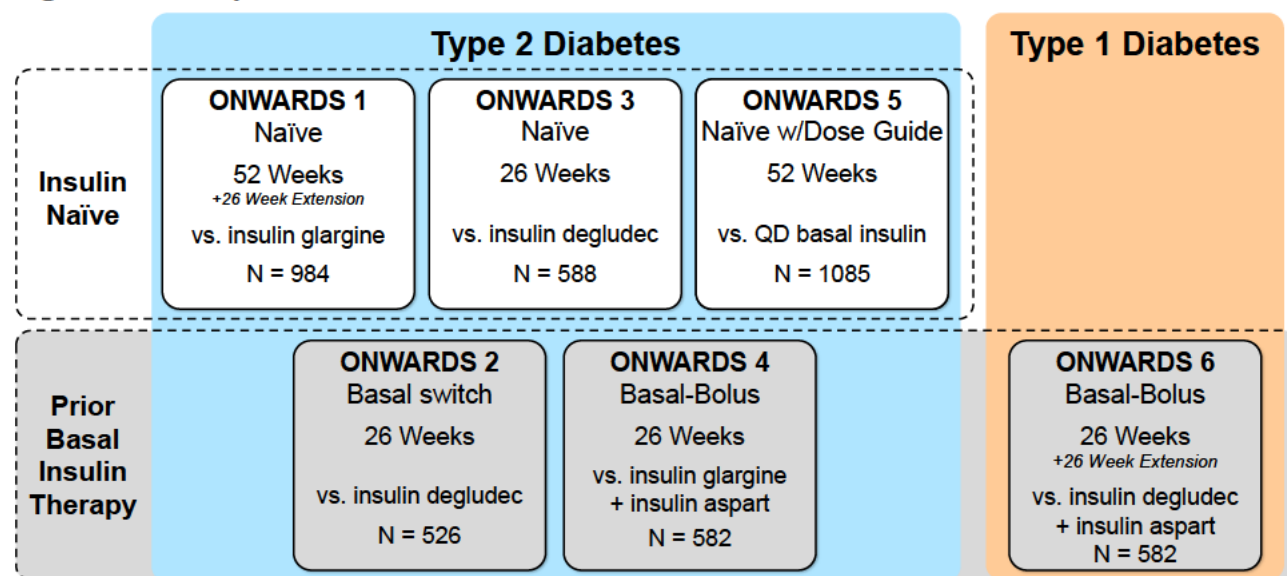 Type 2 Diabetes
Type 1 Diabetes
Insulin
Naïve
ONWARDS 1
Naïve
52 Weeks
+26 Week Extension
vs. insulin glargine
N = 984
ONWARDS 3
Naïve
26 Weeks
vs. insulin degludec
N = 588
ONWARDS 5
Naïve w/Dose Guide
52 Weeks
vs. QD basal insulin
N = 1085
Prior
Basal
Insulin
Therapy
ONWARDS 2
Basal switch
26 Weeks
vs. insulin degludec
N = 526
ONWARDS 4
Basal-Bolus
26 Weeks
vs. insulin glargine
+ insulin aspart
N = 582
ONWARDS 6
Basal-Bolus
26 Weeks
+26 Week Extension
vs. insulin degludec
+ insulin aspart
N = 582